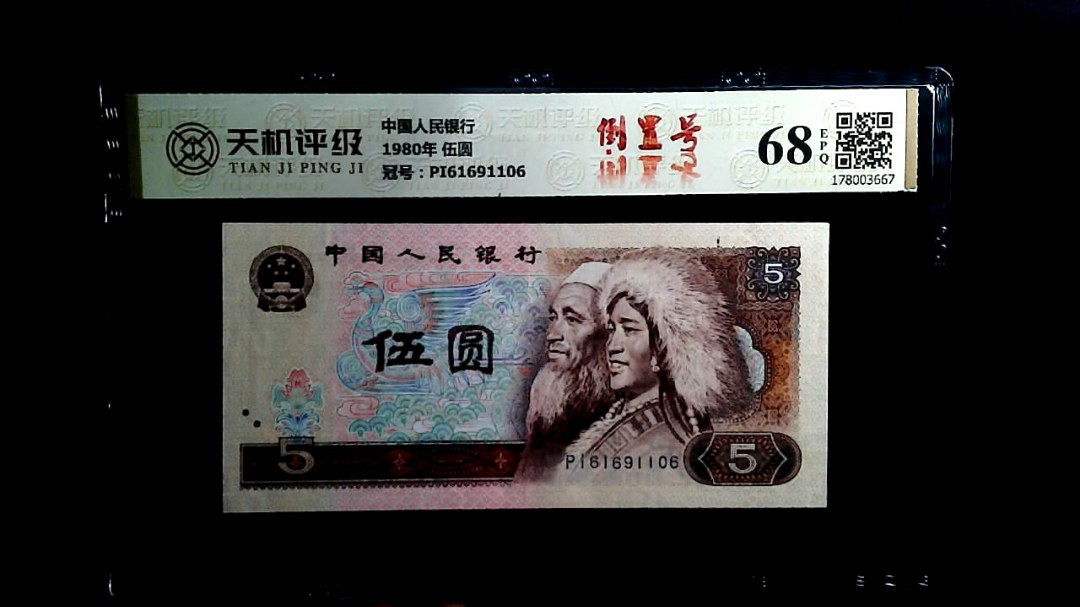 天机评级
TIAN JI PING JI
中国人民银行
1980年 伍圆
冠号：PI61691106
倒置号
68
EPQ
178003667
中国人民银行
5
伍圆
5
PI61691106
5